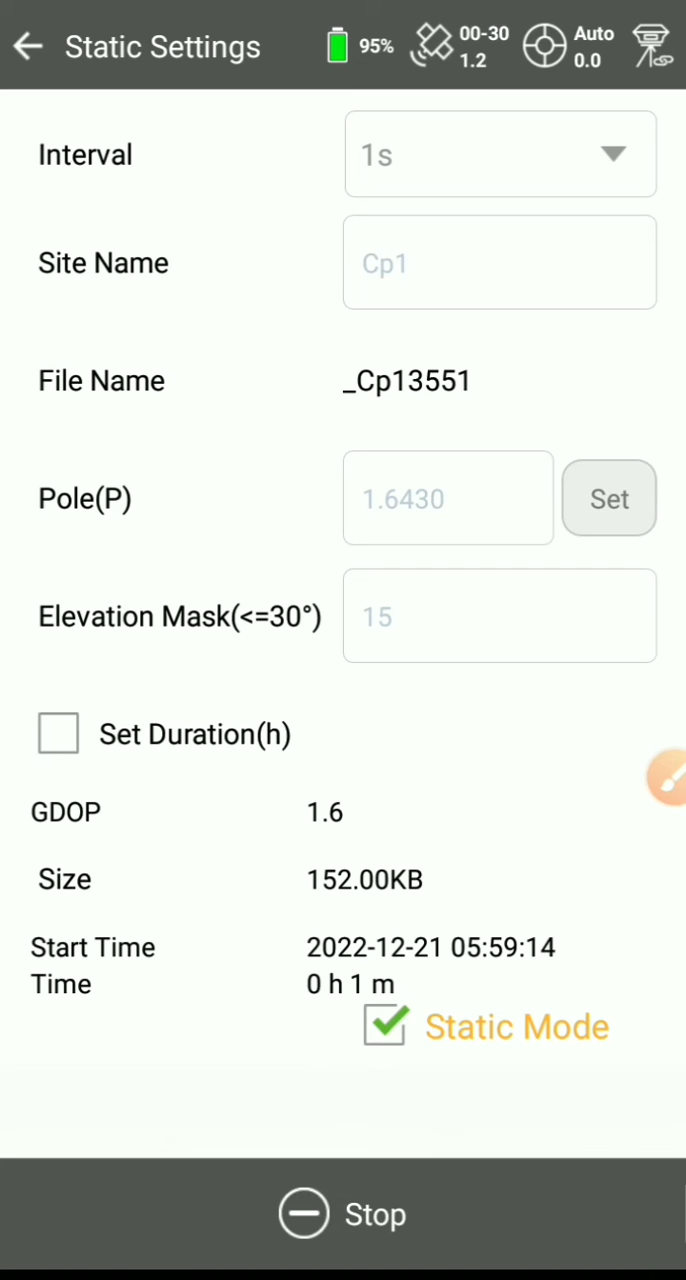 Static Settings 95% 00-30 Auto
1.2 0.0
Interval 1s
Site Name Cp1
File Name _Cp13551
Pole(P) 1.6430 Set
Elevation Mask(<=30°) 15
Set Duration(h)
GDOP 1.6
Size 152.00KB
Start Time 2022-12-21 05:59:14
Time 0 h 1 m
Static Mode
Stop